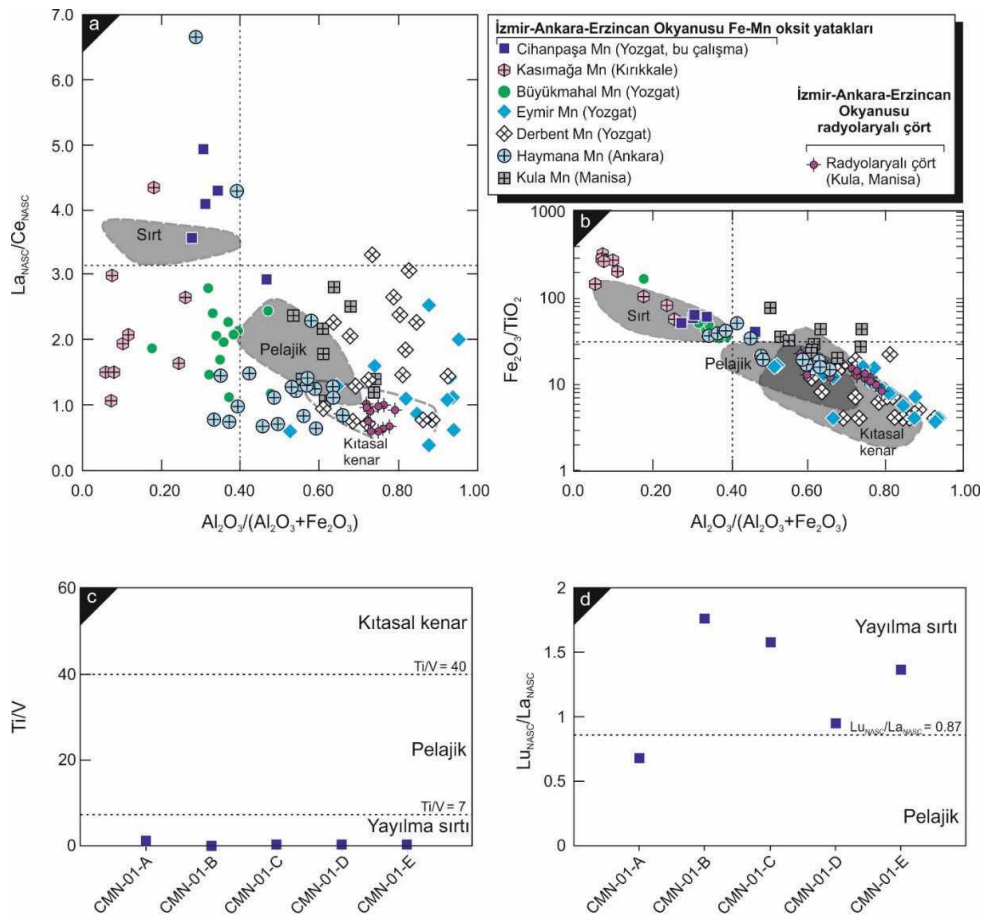 a
7.0
6.0
5.0
4.0
3.0
2.0
1.0
0.0
La_NASC/Ce_NASC
Sırt
Pelajik
Kıtasal
kenar
0.0
0.20
0.40
0.60
0.80
1.00
Al₂O₃/(Al₂O₃+Fe₂O₃)
İzmir-Ankara-Erzincan Okyanusu Fe-Mn oksit yatakları
Cihanpaşa Mn (Yozgat, bu çalışma)
Kasımağa Mn (Kırıkkale)
Büyükmahal Mn (Yozgat)
Eymir Mn (Yozgat)
Derbent Mn (Yozgat)
Haymana Mn (Ankara)
Kula Mn (Manisa)
İzmir-Ankara-Erzincan
Okyanusu
radyolaryalı çört
Radyolaryalı çört
(Kula, Manisa)
b
1000
100
10
1
Fe₂O₃/TiO₂
Sırt
Pelajik
Kıtasal
kenar
0.0
0.20
0.40
0.60
0.80
1.00
Al₂O₃/(Al₂O₃+Fe₂O₃)
c
60
40
20
0
Ti/V
Kıtasal kenar
Ti/V = 40
Pelajik
Ti/V = 7
Yayılma sırtı
CMN-01-A
CMN-01-B
CMN-01-C
CMN-01-D
CMN-01-E
d
2
1.5
1
0.5
0
Lu_NASC/La_NASC
Yayılma sırtı
Lu_NASC/La_NASC = 0.87
Pelajik
CMN-01-A
CMN-01-B
CMN-01-C
CMN-01-D
CMN-01-E